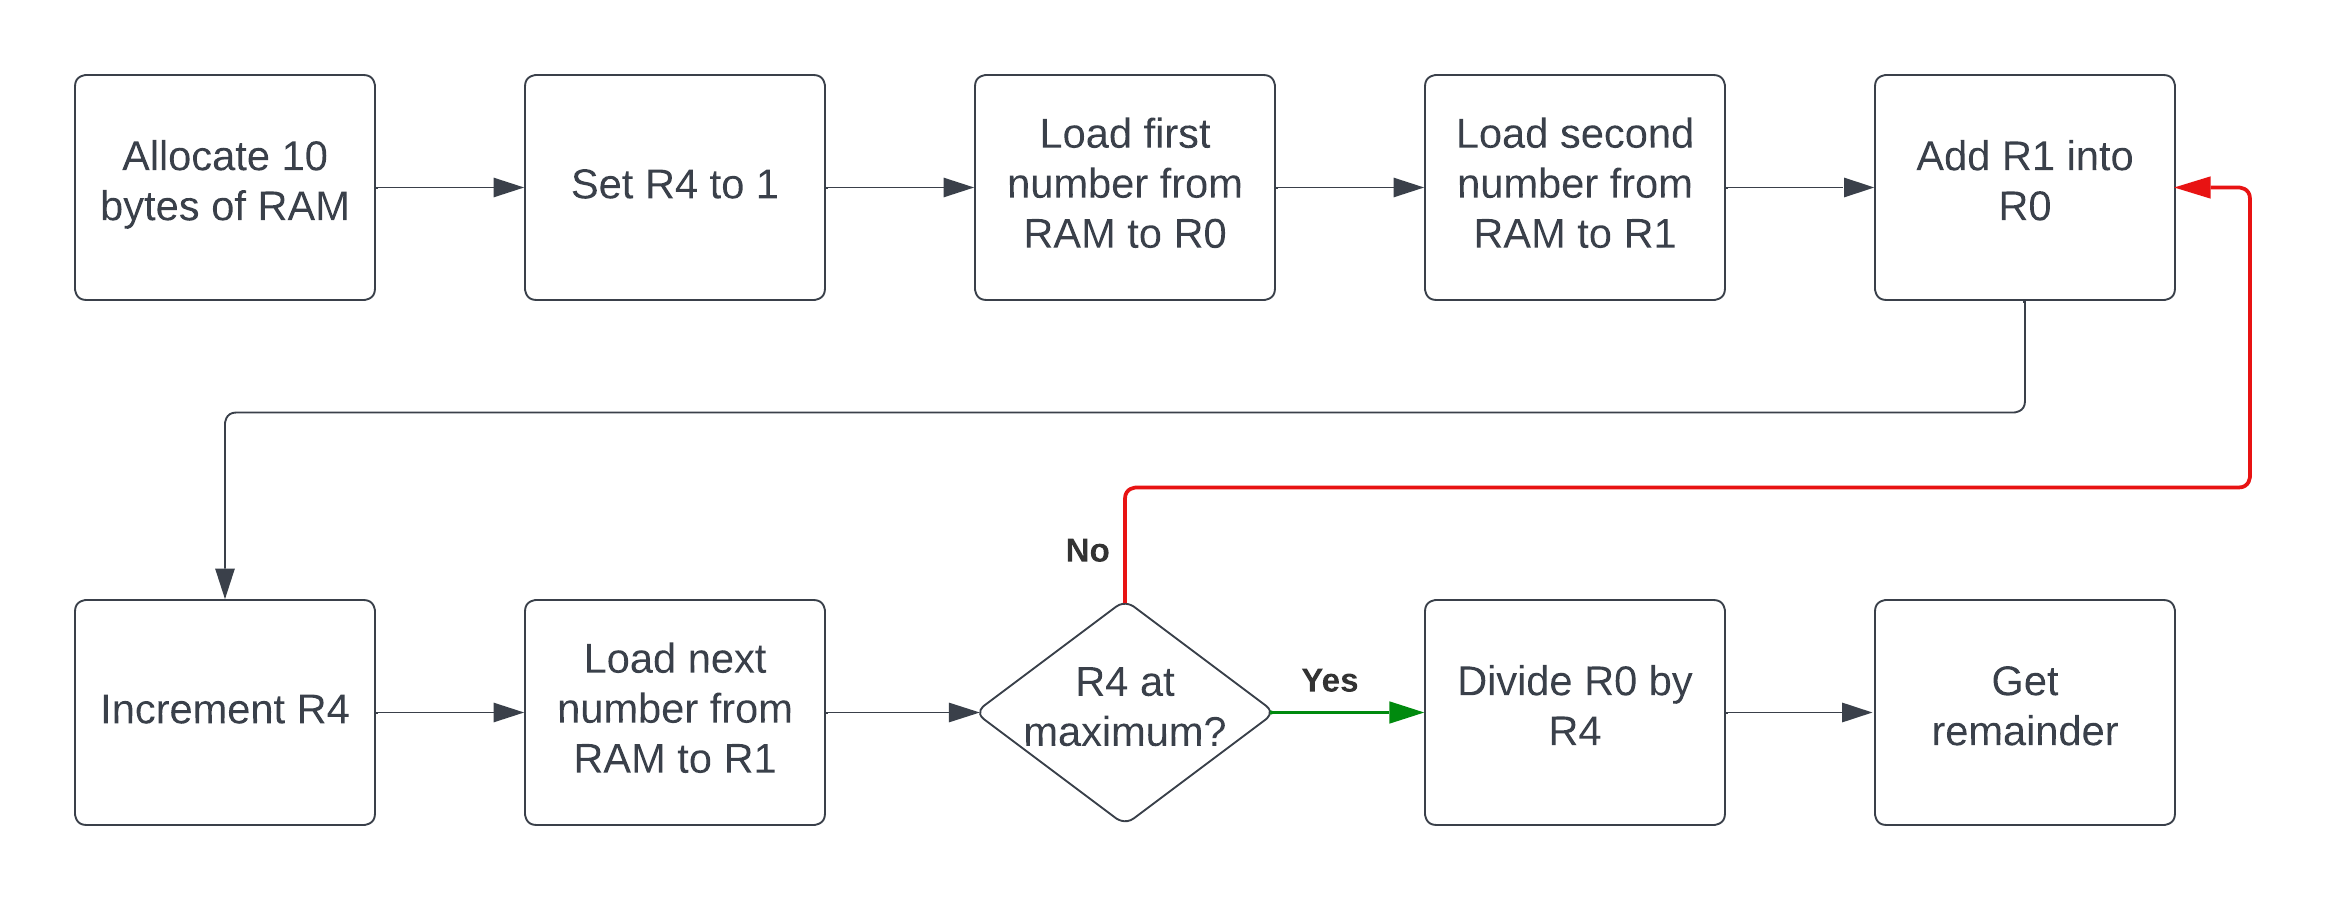 Allocate 10
bytes of RAM
Set R4 to 1
Load first
number from
RAM to R0
Load second
number from
RAM to R1
Add R1 into
R0
Increment R4
Load next
number from
RAM to R1
R4 at
maximum?
No
Yes
Divide R0 by
R4
Get
remainder